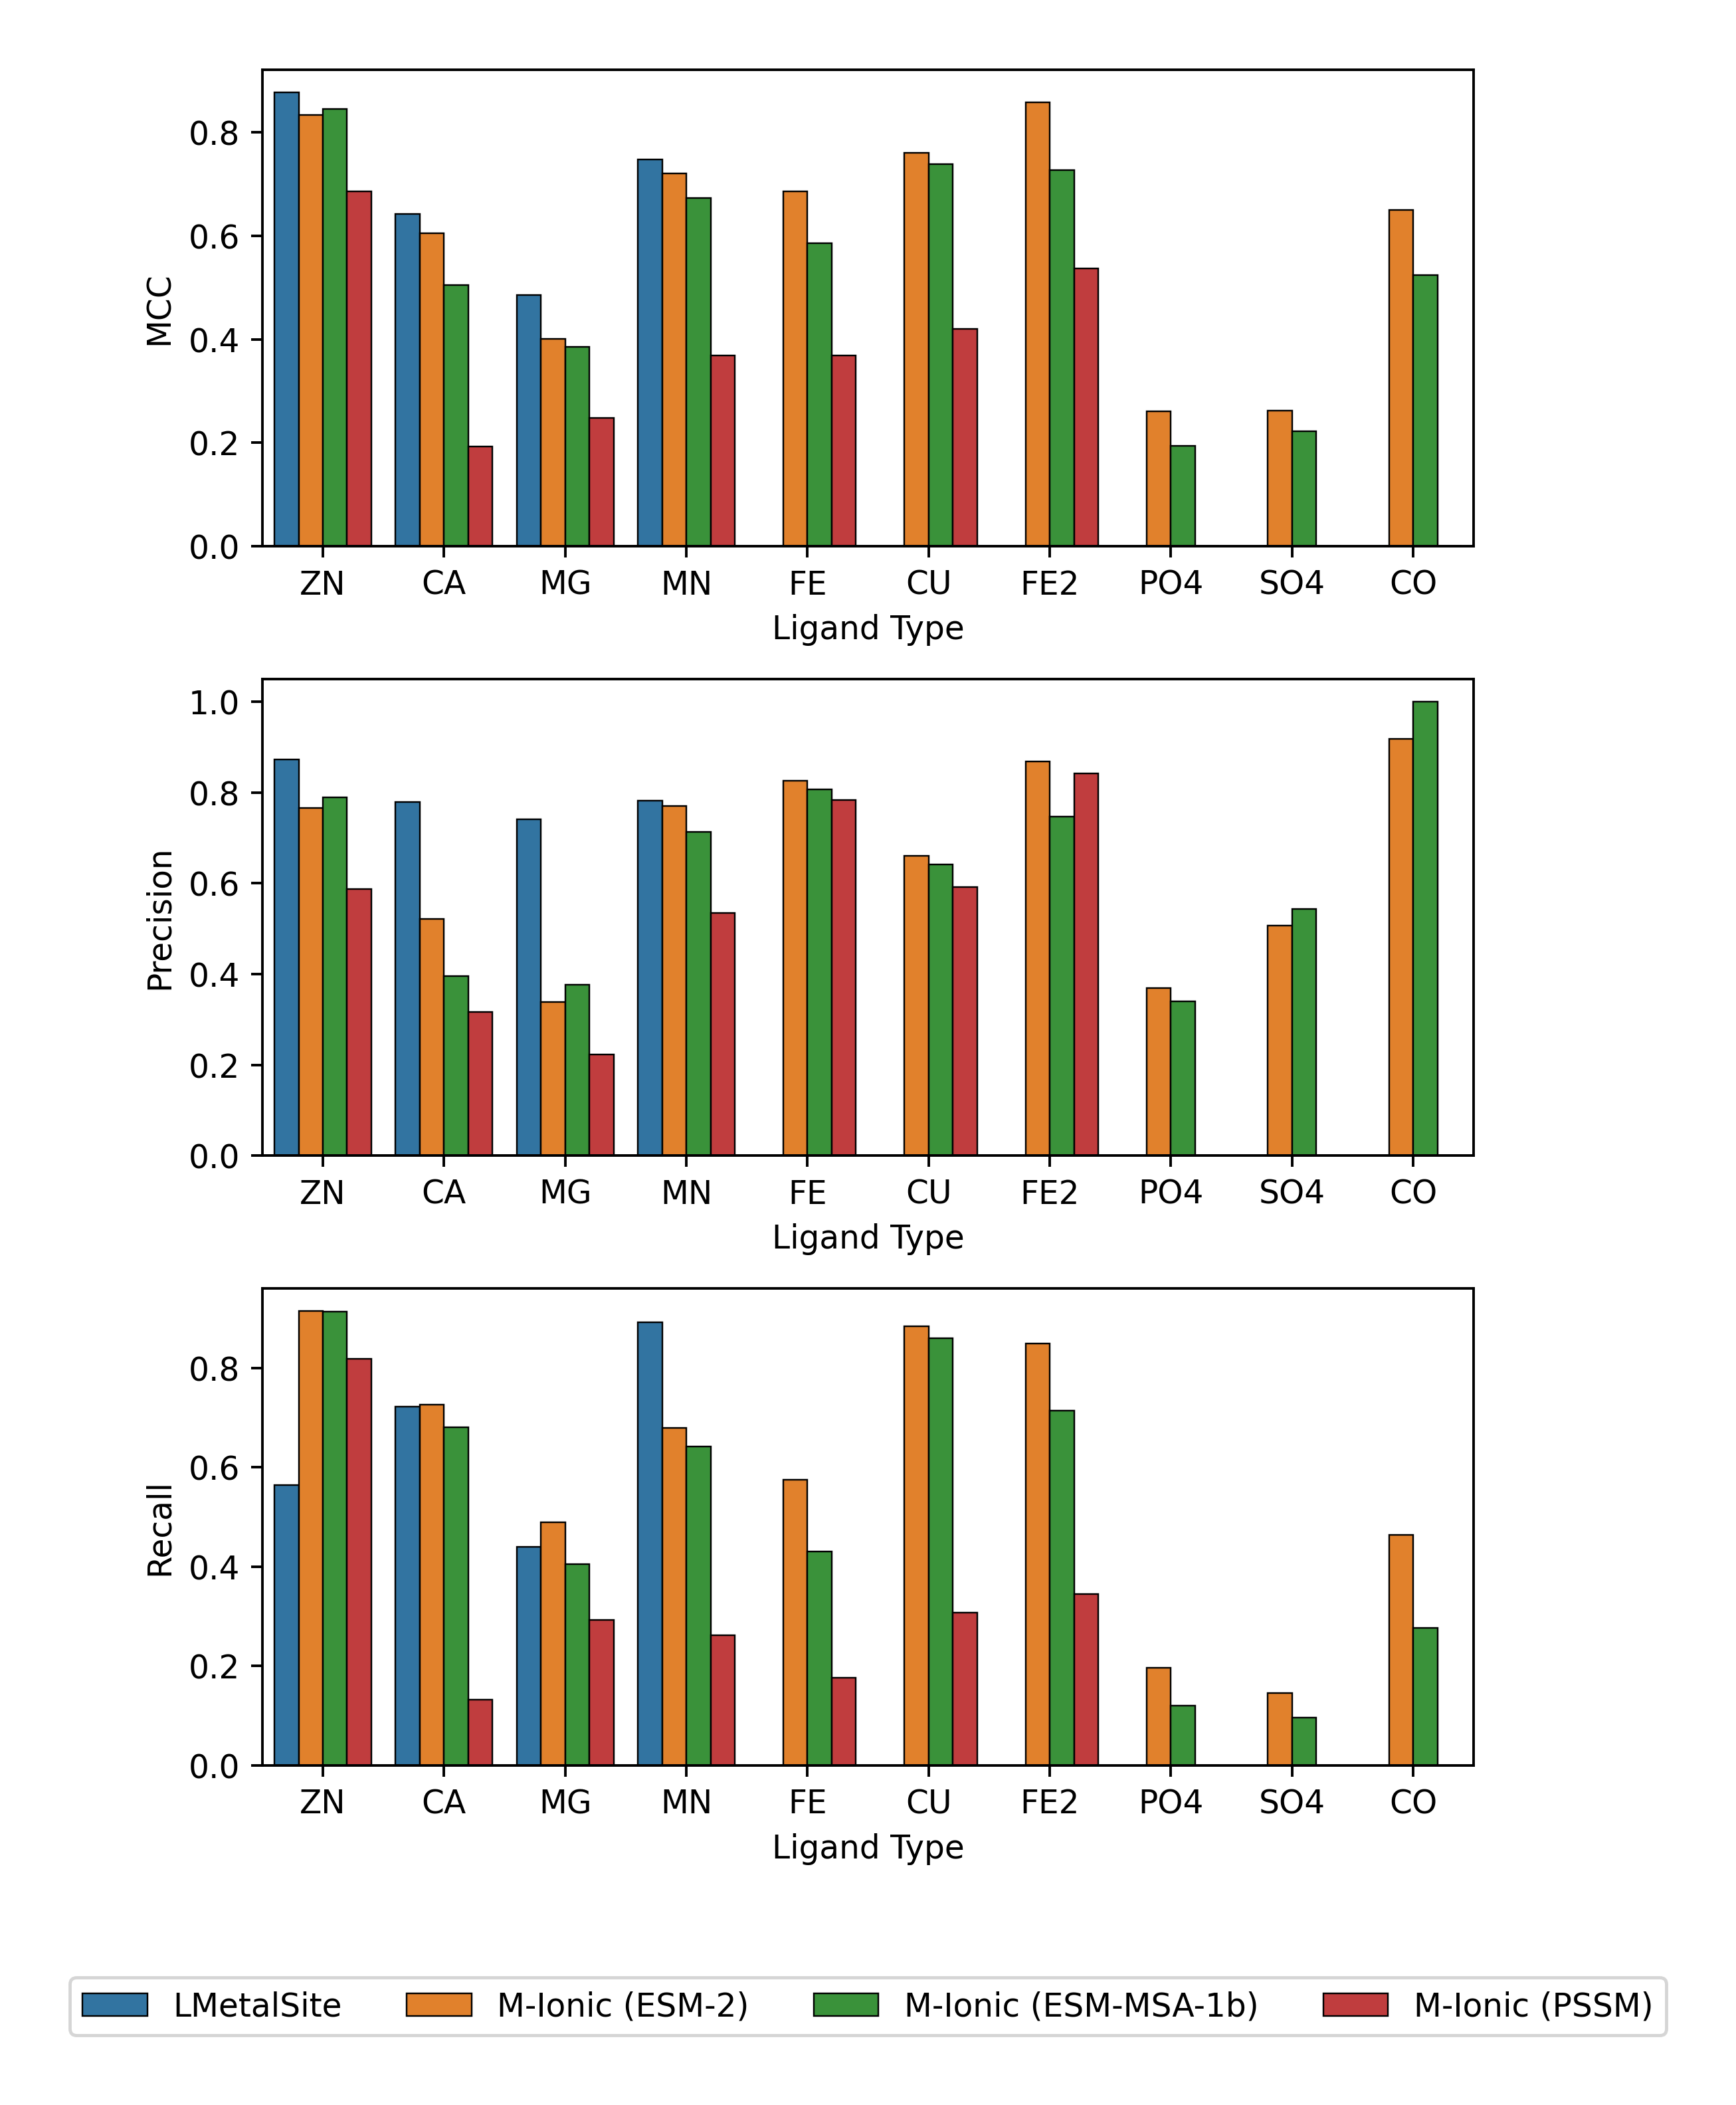 MCC
0.8
0.6
0.4
0.2
0.0
ZN CA MG MN FE CU FE2 PO4 SO4 CO
Ligand Type
Precision
1.0
0.8
0.6
0.4
0.2
0.0
ZN CA MG MN FE CU FE2 PO4 SO4 CO
Ligand Type
Recall
0.8
0.6
0.4
0.2
0.0
ZN CA MG MN FE CU FE2 PO4 SO4 CO
Ligand Type
LMetalSite M-Ionic (ESM-2) M-Ionic (ESM-MSA-1b) M-Ionic (PSSM)